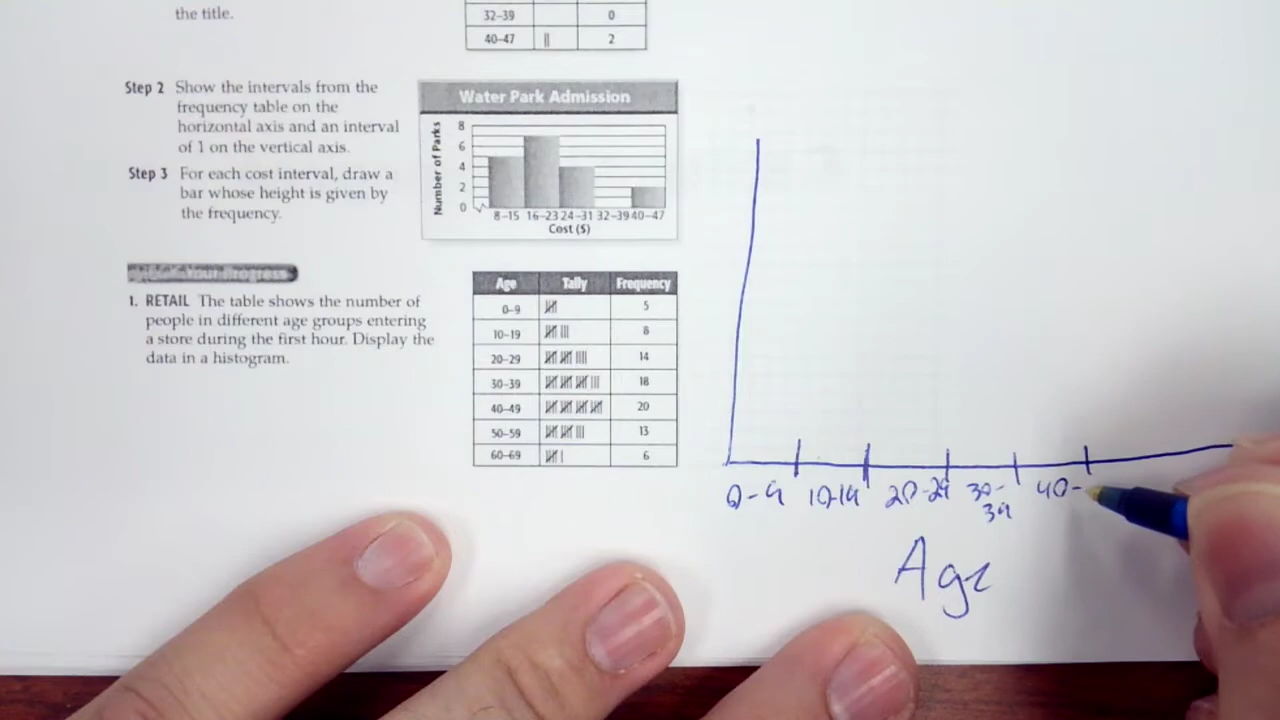 the title.
32–39 0
40–47 || 2
Step 2 Show the intervals from the
frequency table on the
horizontal axis and an interval
of 1 on the vertical axis.
Step 3 For each cost interval, draw a
bar whose height is given by
the frequency.
Water Park Admission
Number of Parks
8
6
4
2
0
8–15 16–23 24–31 32–39 40–47
Cost ($)
Your Progress
1. RETAIL The table shows the number of
people in different age groups entering
a store during the first hour. Display the
data in a histogram.
Age Tally Frequency
0–9 5
10–19 8
20–29 14
30–39 18
40–49 20
50–59 13
60–69 6
0-9 10-19 20-29 30-39 40-
Age